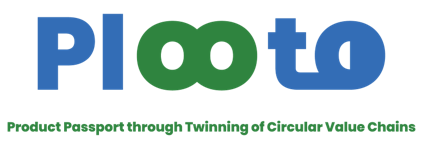 Plooto
Product Passport through Twinning of Circular Value Chains